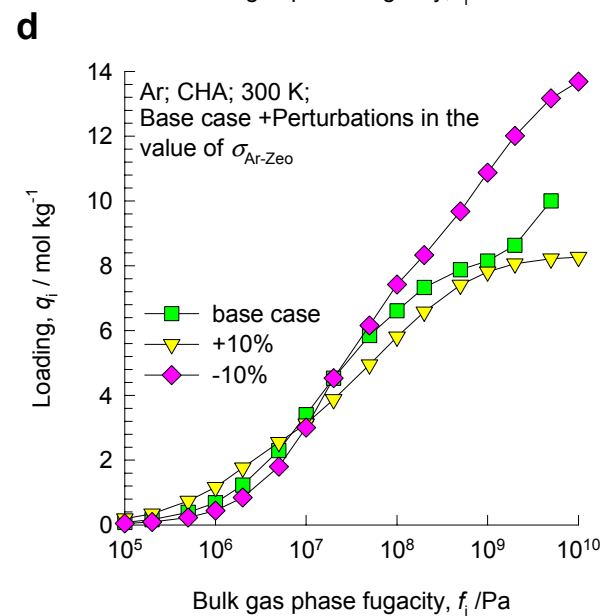 d
Ar; CHA; 300 K;
Base case +Perturbations in the
value of σAr-Zeo
base case
+10%
-10%
Loading, qi / mol kg-1
14
12
10
8
6
4
2
0
10^5 10^6 10^7 10^8 10^9 10^10
Bulk gas phase fugacity, fi /Pa